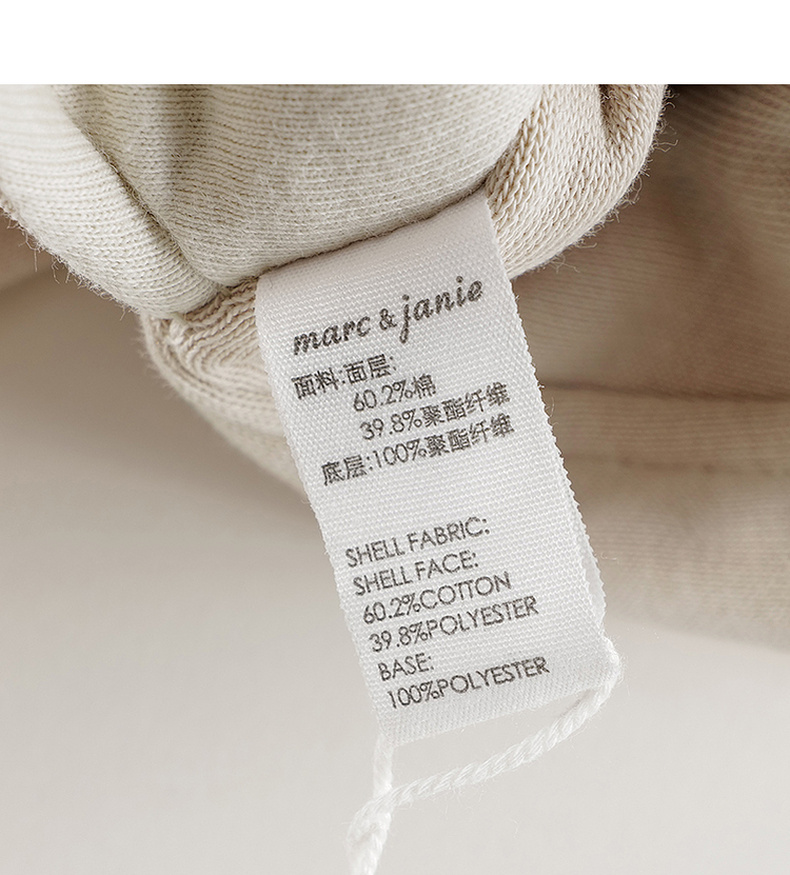 marc & janie
面料:面层:
60.2%棉
39.8%聚酯纤维
底层:100%聚酯纤维
SHELL FABRIC:
SHELL FACE:
60.2%COTTON
39.8%POLYESTER
BASE:
100%POLYESTER